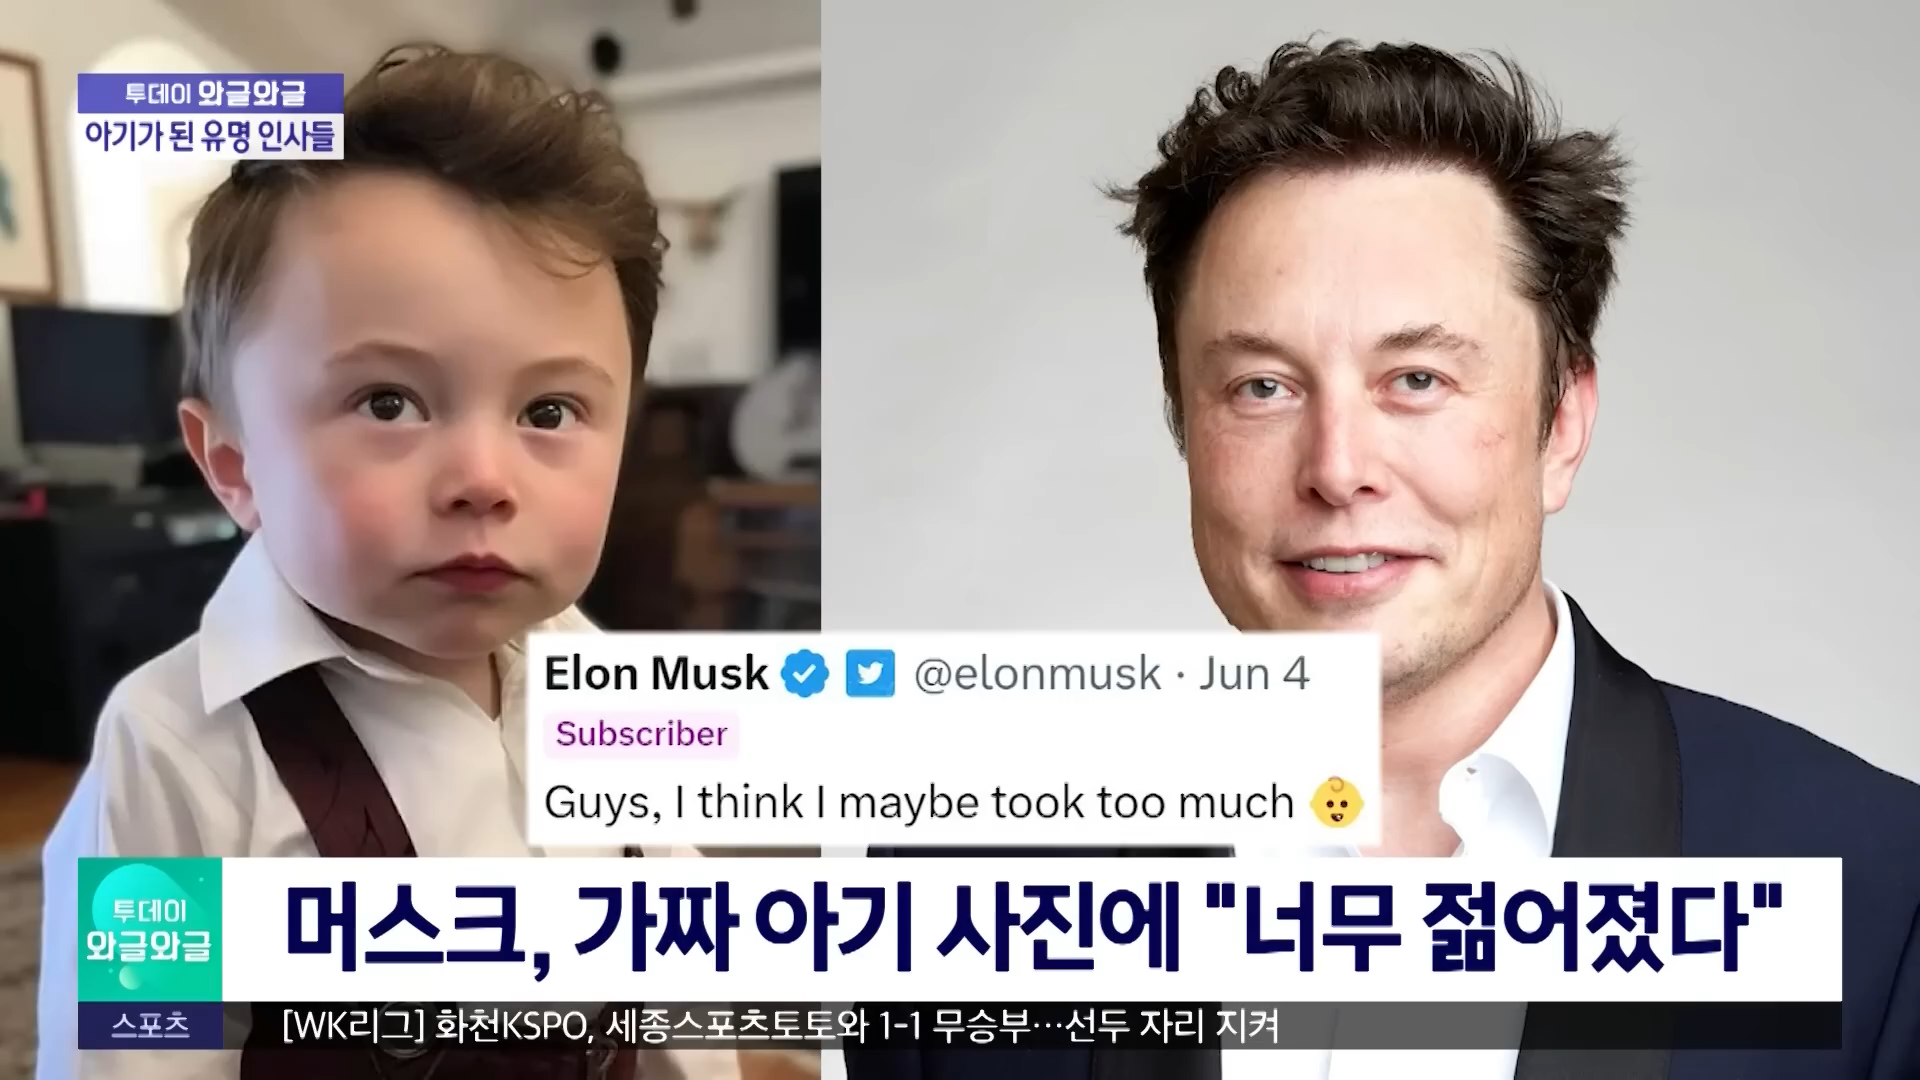 투데이 와글와글
아기가 된 유명 인사들
Elon Musk @elonmusk · Jun 4
Subscriber
Guys, I think I maybe took too much 👶
투데이
와글와글
머스크, 가짜 아기 사진에 "너무 젊어졌다"
스포츠
[WK리그] 화천KSPO, 세종스포츠토토와 1-1 무승부…선두 자리 지켜